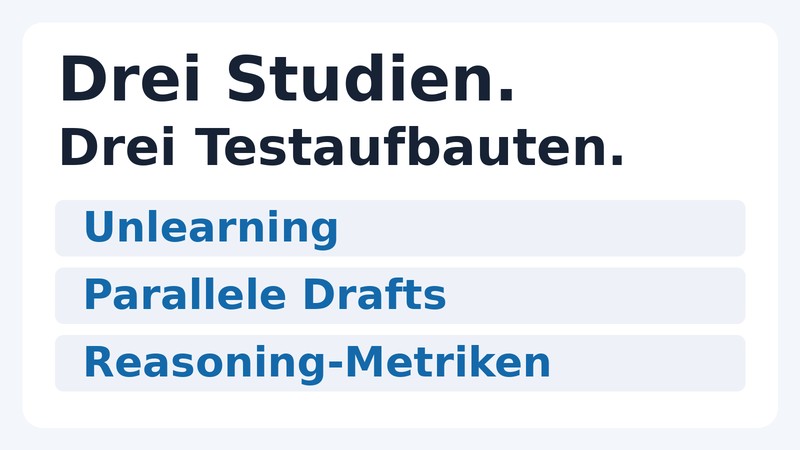 Drei Studien.
Drei Testaufbauten.
Unlearning
Parallele Drafts
Reasoning-Metriken